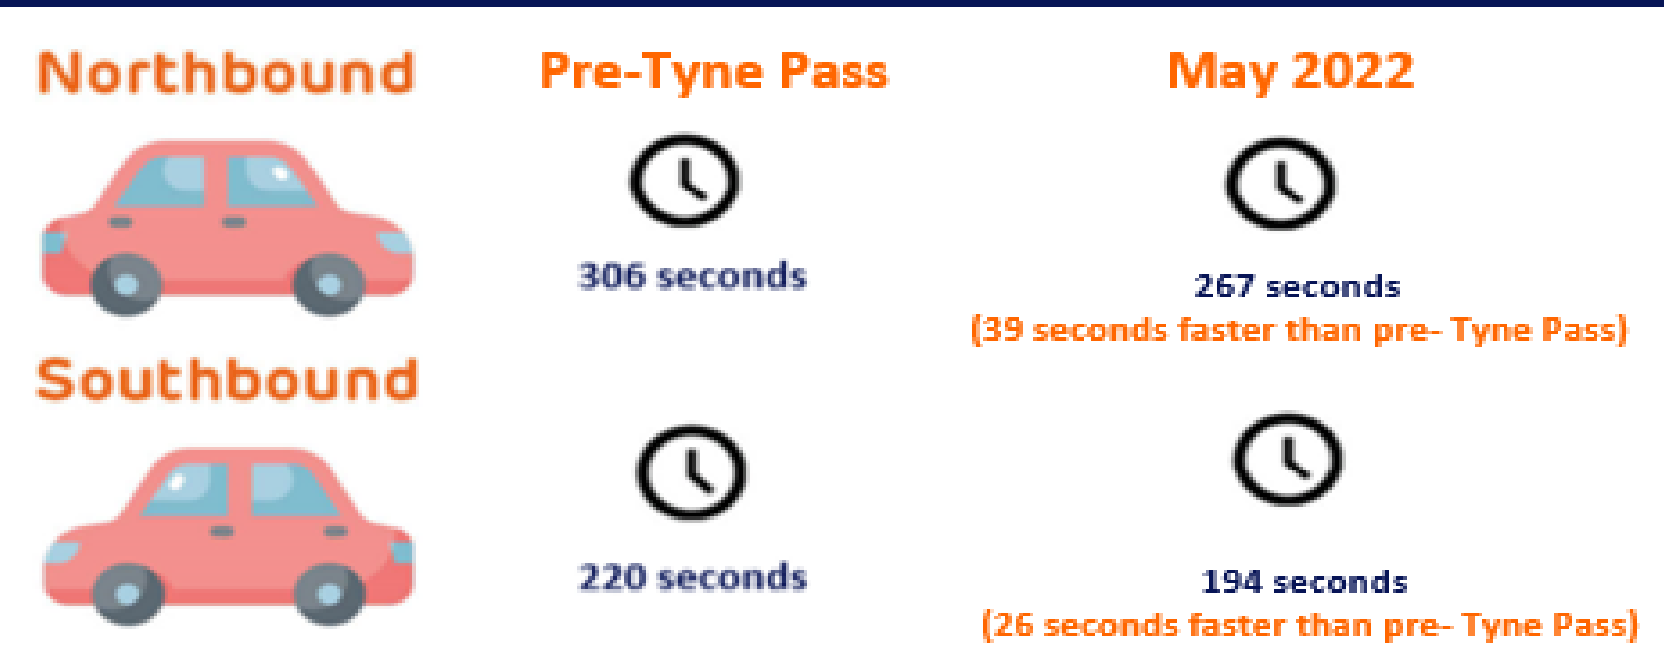 Northbound
Pre-Tyne Pass
May 2022
306 seconds
267 seconds
(39 seconds faster than pre- Tyne Pass)
Southbound
220 seconds
194 seconds
(26 seconds faster than pre- Tyne Pass)